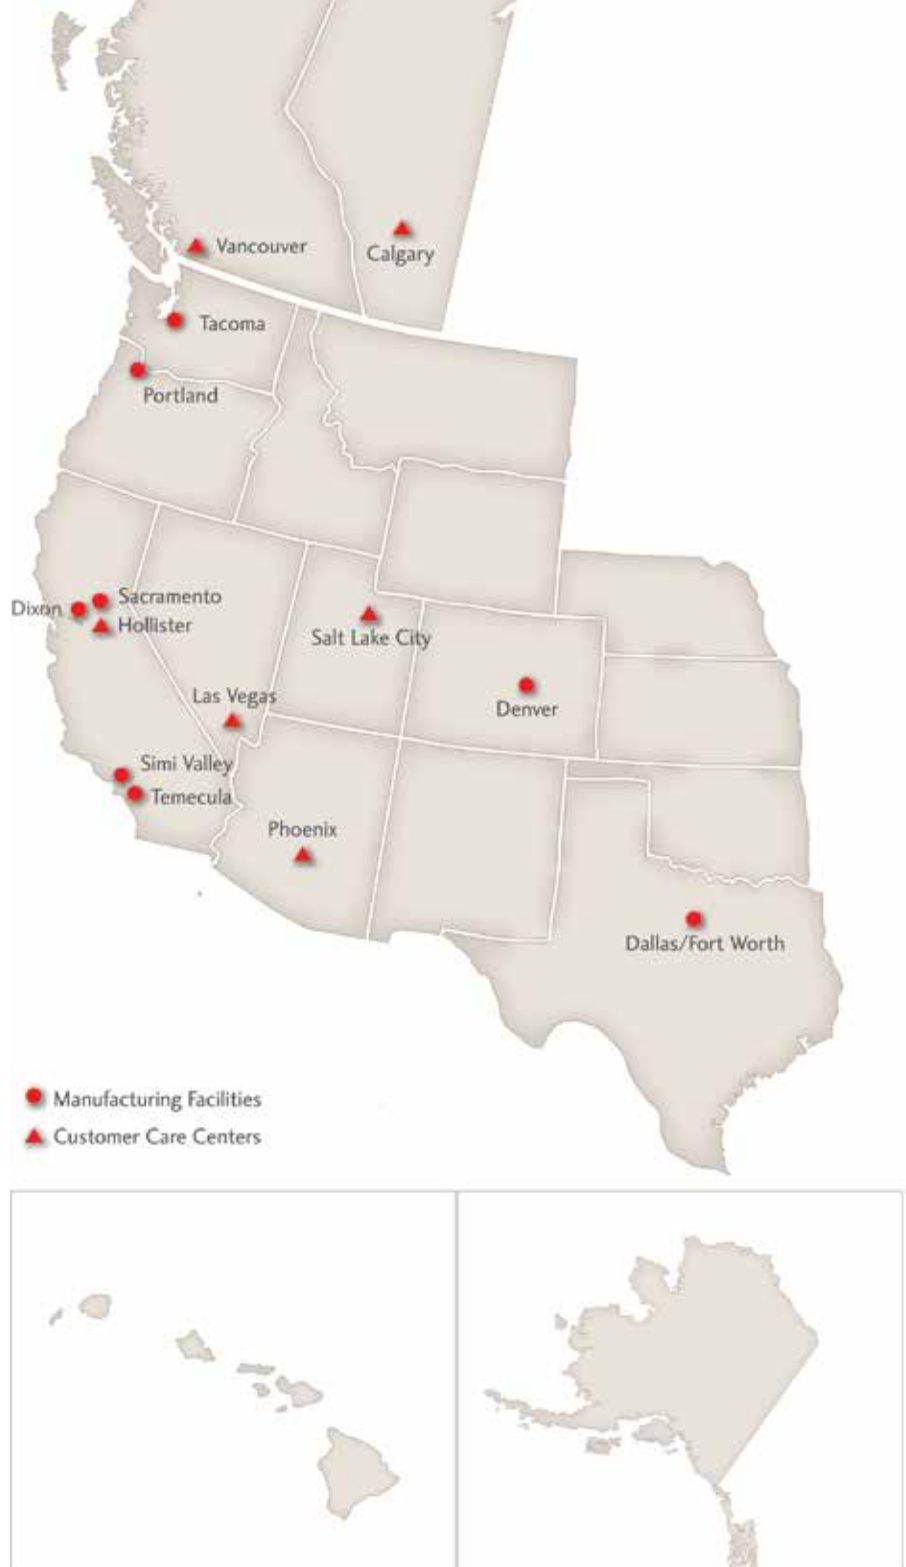 Vancouver
Calgary
Tacoma
Portland
Sacramento
Dixon
Hollister
Salt Lake City
Las Vegas
Denver
Simi Valley
Temecula
Phoenix
Dallas/Fort Worth
Manufacturing Facilities
Customer Care Centers